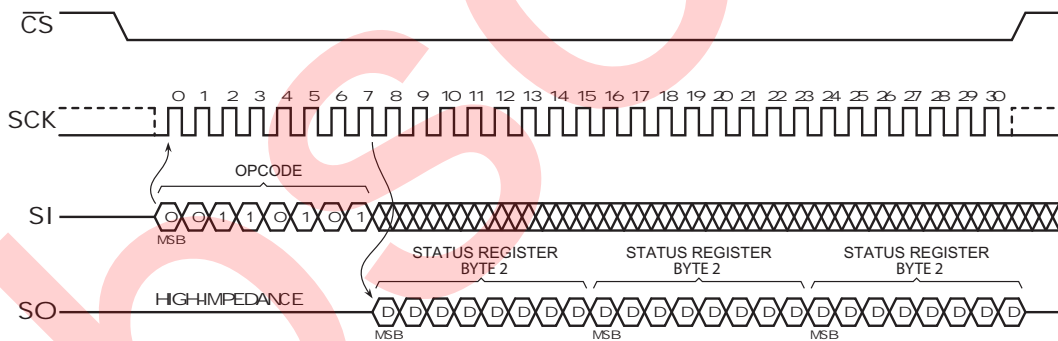 CS
SCK
0 1 2 3 4 5 6 7 8 9 10 11 12 13 14 15 16 17 18 19 20 21 22 23 24 25 26 27 28 29 30
OPCODE
SI
0 0 1 1 0 1 0 1
MSB
STATUS REGISTER
BYTE 2
STATUS REGISTER
BYTE 2
STATUS REGISTER
BYTE 2
SO
HIGH-IMPEDANCE
D D D D D D D D D D D D D D D D D D D D D D D D
MSB
MSB
MSB